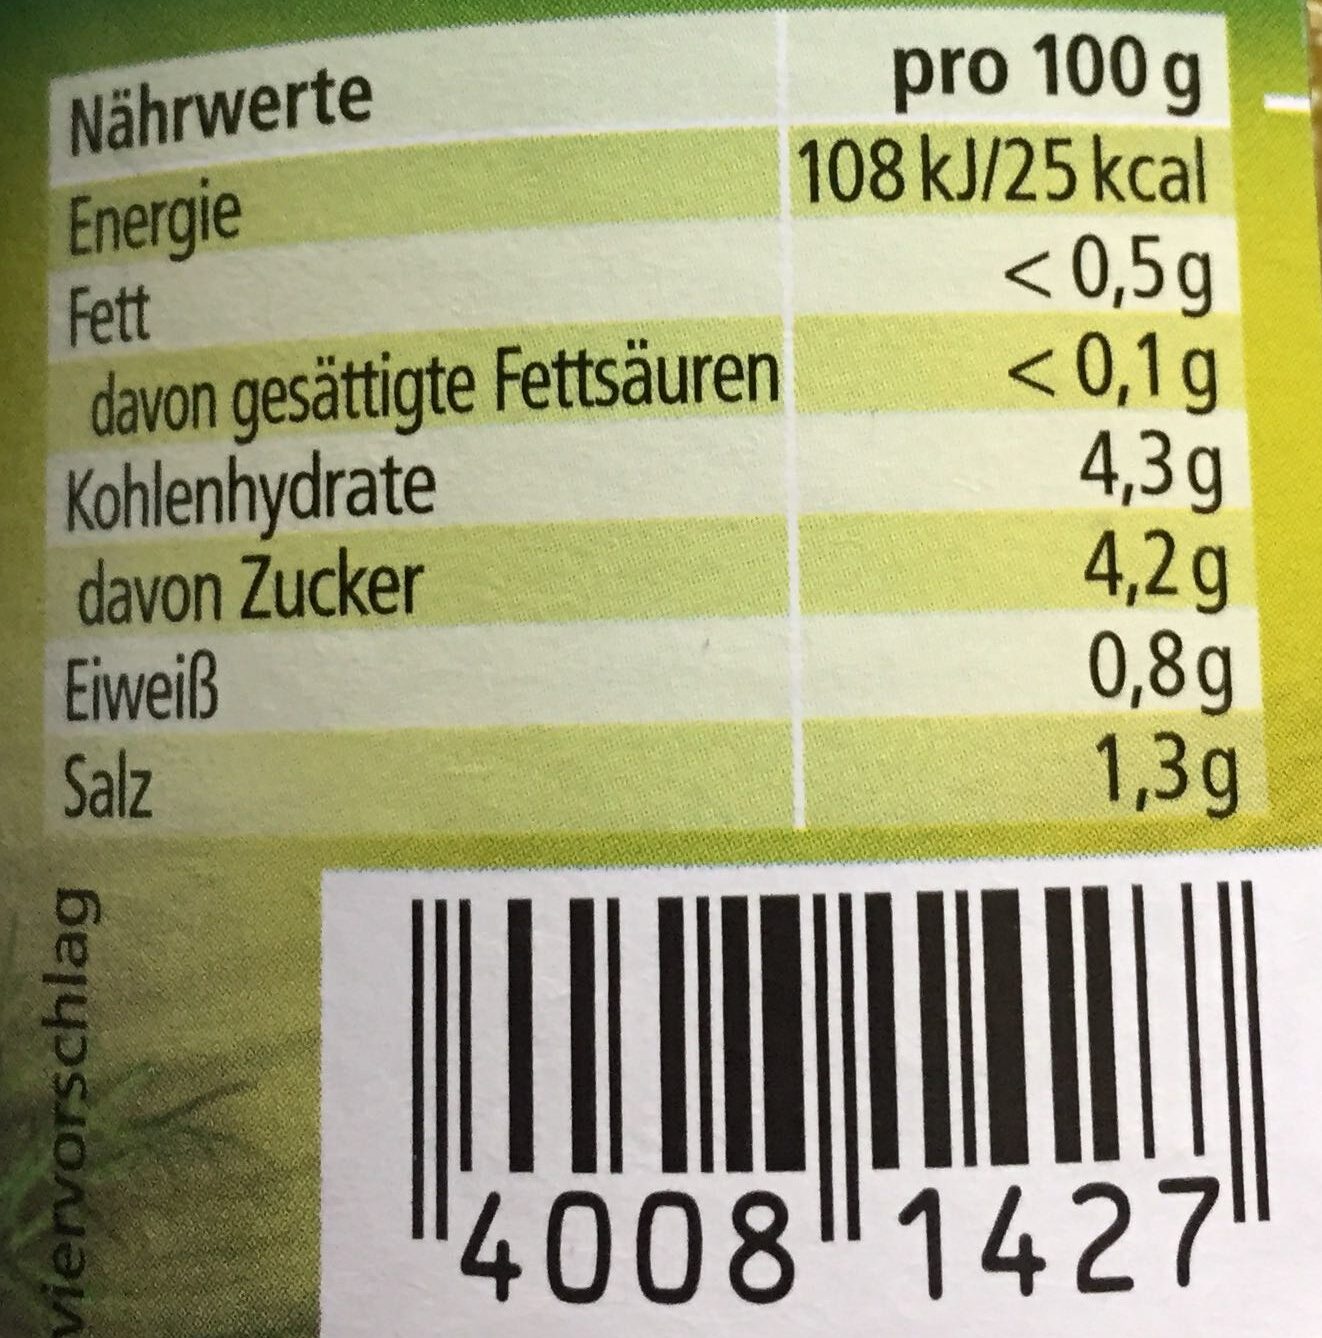 Nährwerte pro 100 g
Energie 108 kJ/25 kcal
Fett < 0,5 g
davon gesättigte Fettsäuren < 0,1 g
Kohlenhydrate 4,3 g
davon Zucker 4,2 g
Eiweiß 0,8 g
Salz 1,3 g
viervorschlag
4008 1427